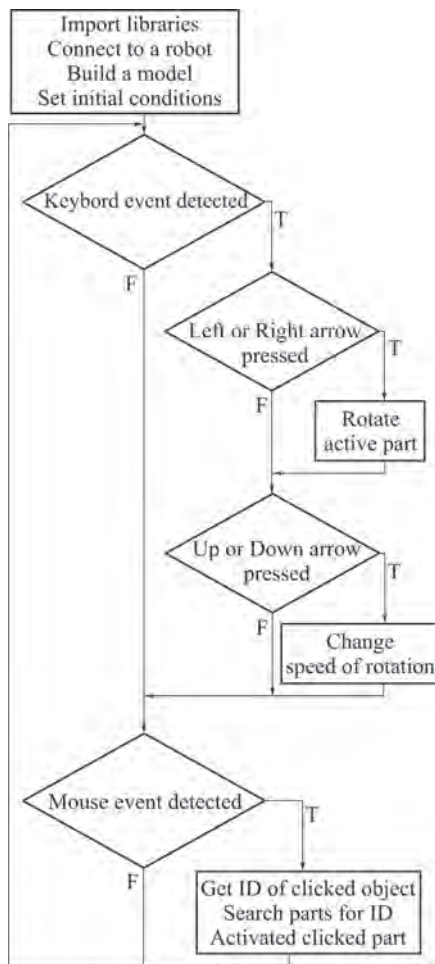 Import libraries
Connect to a robot
Build a model
Set initial conditions
Keybord event detected
T
F
Left or Right arrow
pressed
T
F
Rotate
active part
Up or Down arrow
pressed
T
F
Change
speed of rotation
Mouse event detected
T
F
Get ID of clicked object
Search parts for ID
Activated clicked part